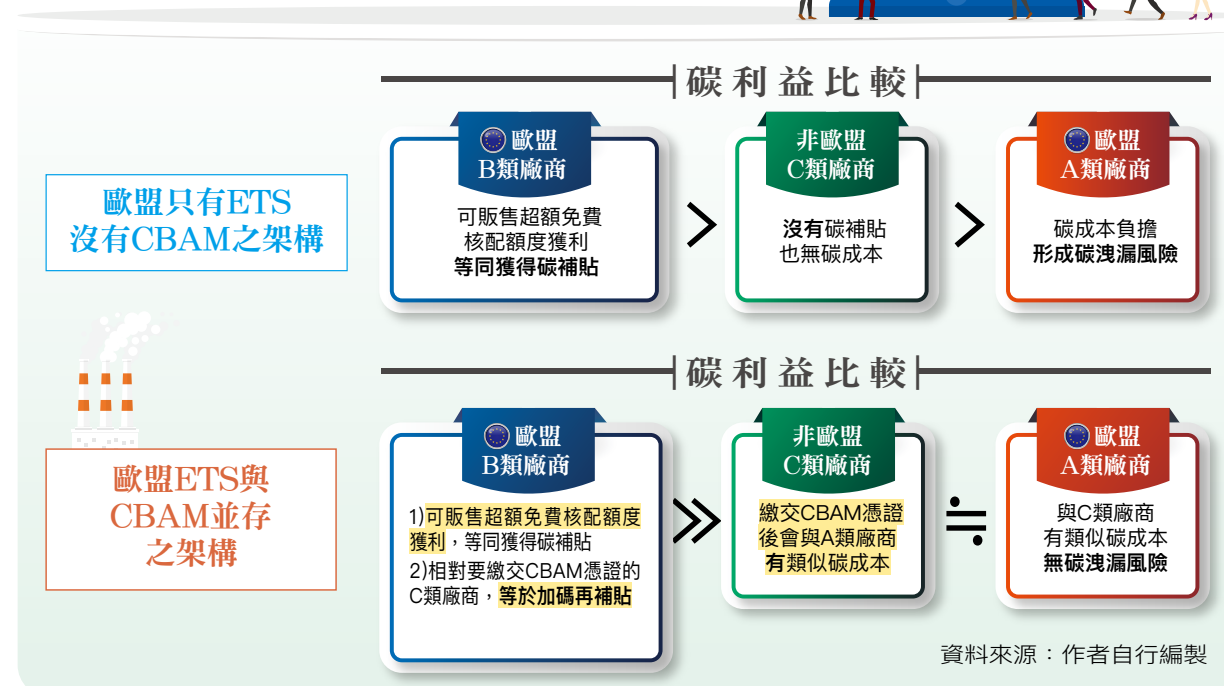 碳利益比較
歐盟只有ETS
沒有CBAM之架構
歐盟
B類廠商
可販售超額免費
核配額度獲利
等同獲得碳補貼
>
非歐盟
C類廠商
沒有碳補貼
也無碳成本
>
歐盟
A類廠商
碳成本負擔
形成碳洩漏風險
碳利益比較
歐盟ETS與
CBAM並存
之架構
歐盟
B類廠商
1)可販售超額免費核配額度
獲利,等同獲得碳補貼
2)相對要繳交CBAM憑證的
C類廠商,等於加碼再補貼
≫
非歐盟
C類廠商
繳交CBAM憑證
後會與A類廠商
有類似碳成本
≒
歐盟
A類廠商
與C類廠商
有類似碳成本
無碳洩漏風險
資料來源:作者自行編製